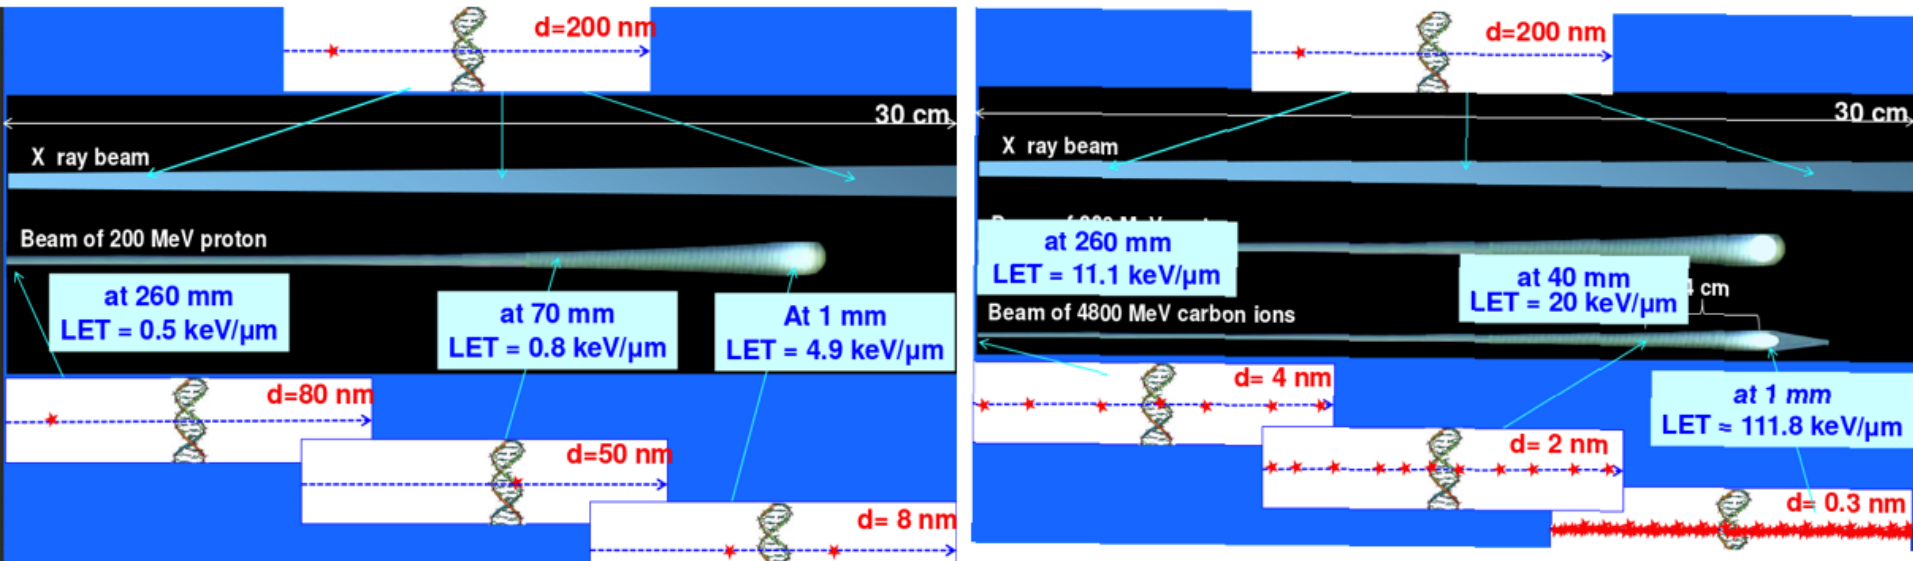 d=200 nm
30 cm
X ray beam
Beam of 200 MeV proton
at 260 mm
LET = 0.5 keV/µm
at 70 mm
LET = 0.8 keV/µm
At 1 mm
LET = 4.9 keV/µm
d=80 nm
d=50 nm
d= 8 nm
d=200 nm
30 cm
X ray beam
at 260 mm
LET = 11.1 keV/µm
at 40 mm
LET = 20 keV/µm
cm
Beam of 4800 MeV carbon ions
d= 4 nm
at 1 mm
LET ≈ 111.8 keV/µm
d= 2 nm
d= 0.3 nm